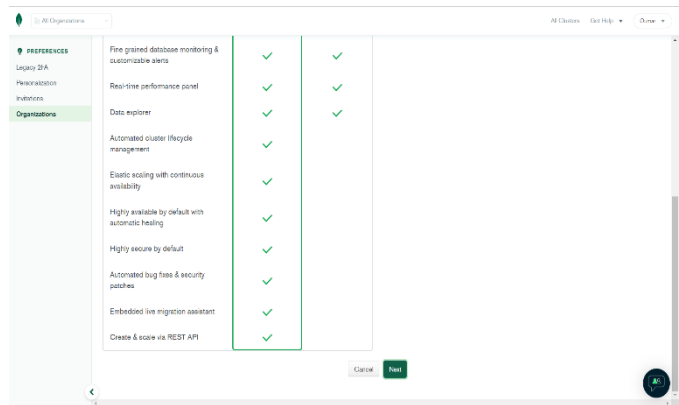 All Organizations
All Clusters
Get Help
PREFERENCES
Legacy 2FA
Personalization
Invitations
Organizations
Fine grained database monitoring &
customizable alerts
Real-time performance panel
Data explorer
Automated cluster lifecycle
management
Elastic scaling with continuous
availability
Highly available by default with
automatic healing
Highly secure by default
Automated bug fixes & security
patches
Embedded live migration assistant
Create & scale via REST API
Cancel
Next